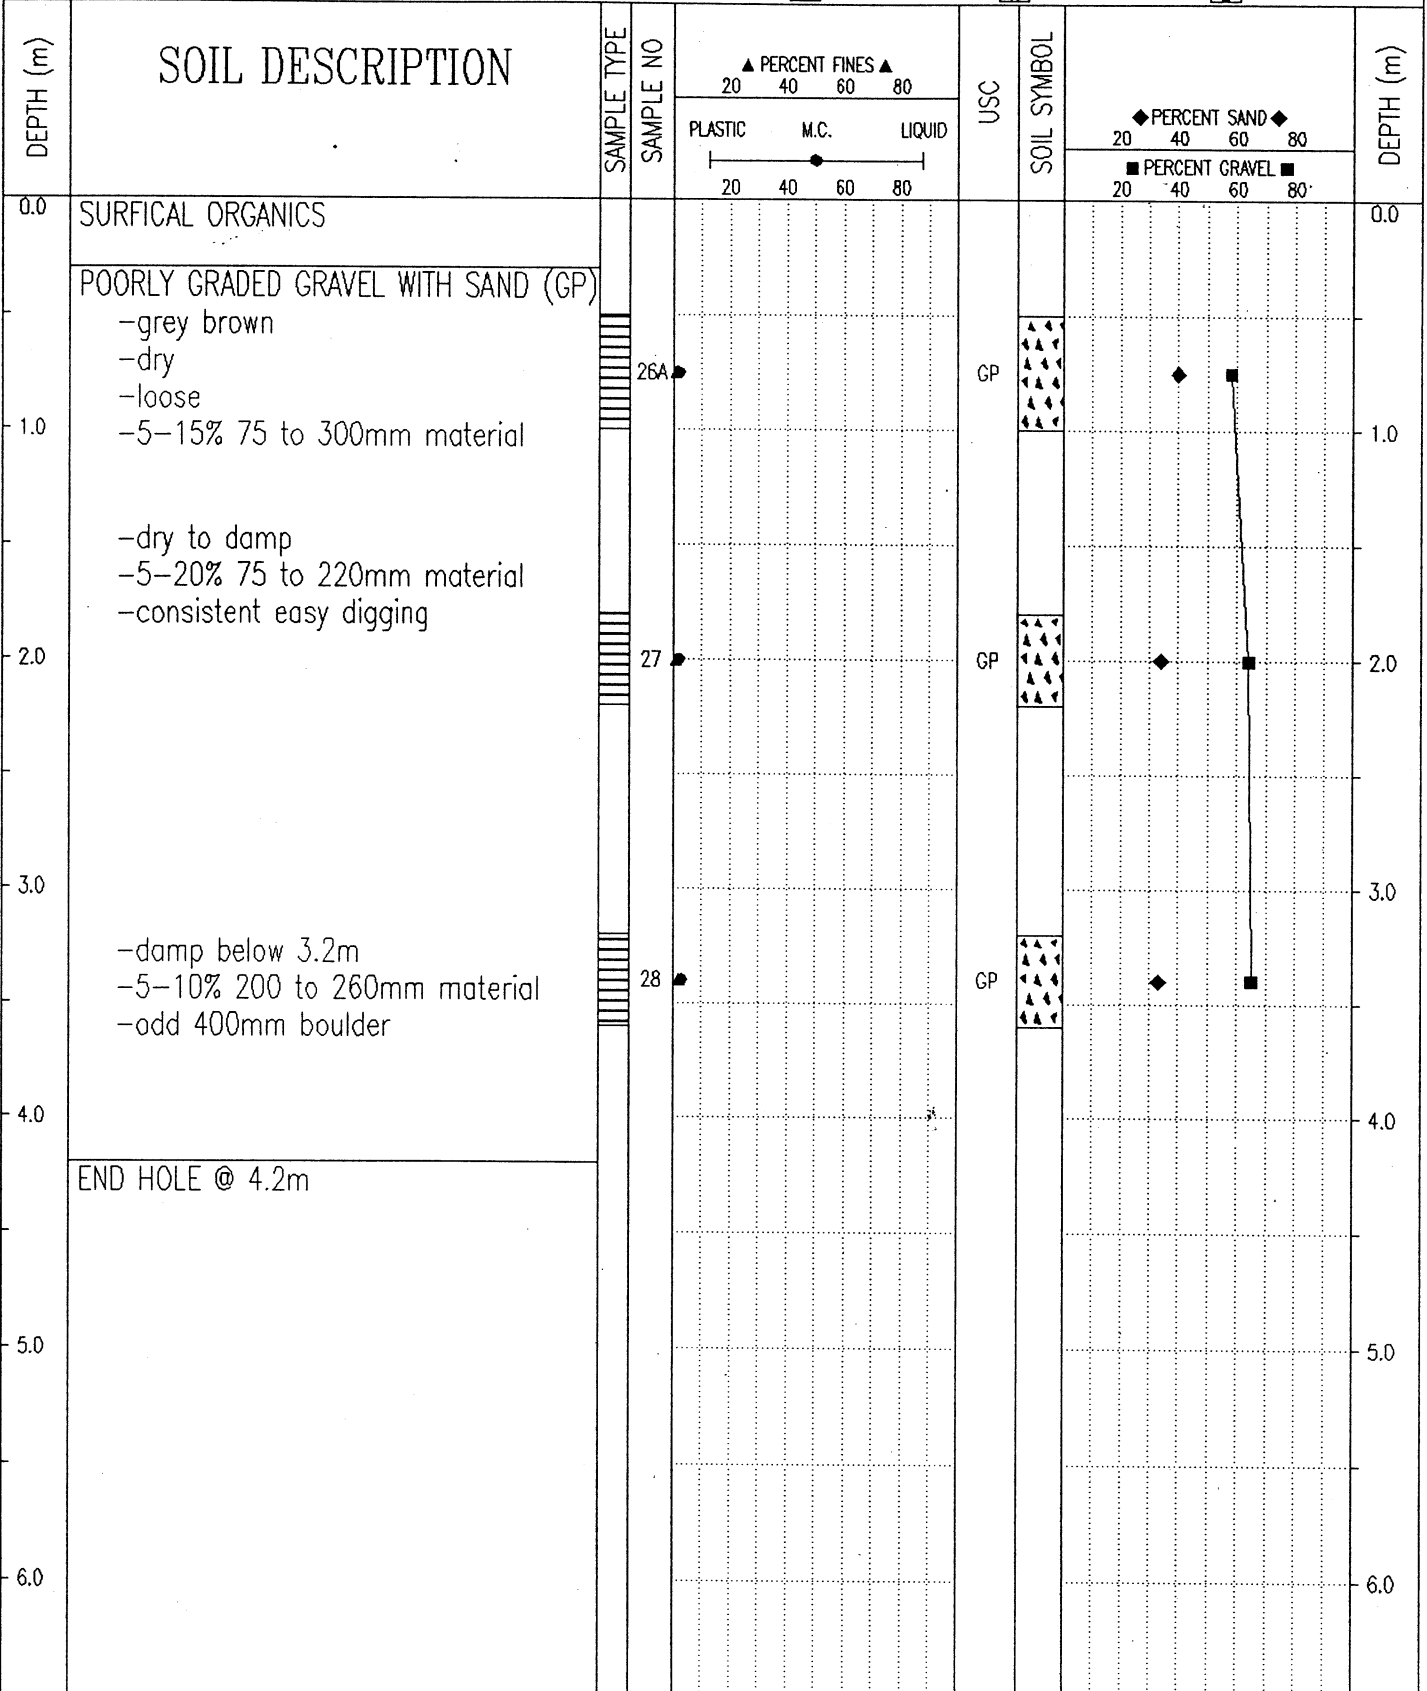 DEPTH (m)
SOIL DESCRIPTION
SAMPLE TYPE
SAMPLE NO
▲ PERCENT FINES ▲
20 40 60 80
PLASTIC M.C. LIQUID
20 40 60 80
USC
SOIL SYMBOL
◆PERCENT SAND◆
20 40 60 80
■PERCENT GRAVEL■
20 40 60 80
DEPTH (m)
0.0 SURFICAL ORGANICS 0.0
POORLY GRADED GRAVEL WITH SAND (GP)
-grey brown
-dry
26A GP
-loose
1.0 -5-15% 75 to 300mm material 1.0
-dry to damp
-5-20% 75 to 220mm material
-consistent easy digging
2.0 27 GP 2.0
3.0 3.0
-damp below 3.2m
-5-10% 200 to 260mm material 28 GP
-odd 400mm boulder
4.0 4.0
END HOLE @ 4.2m
5.0 5.0
6.0 6.0